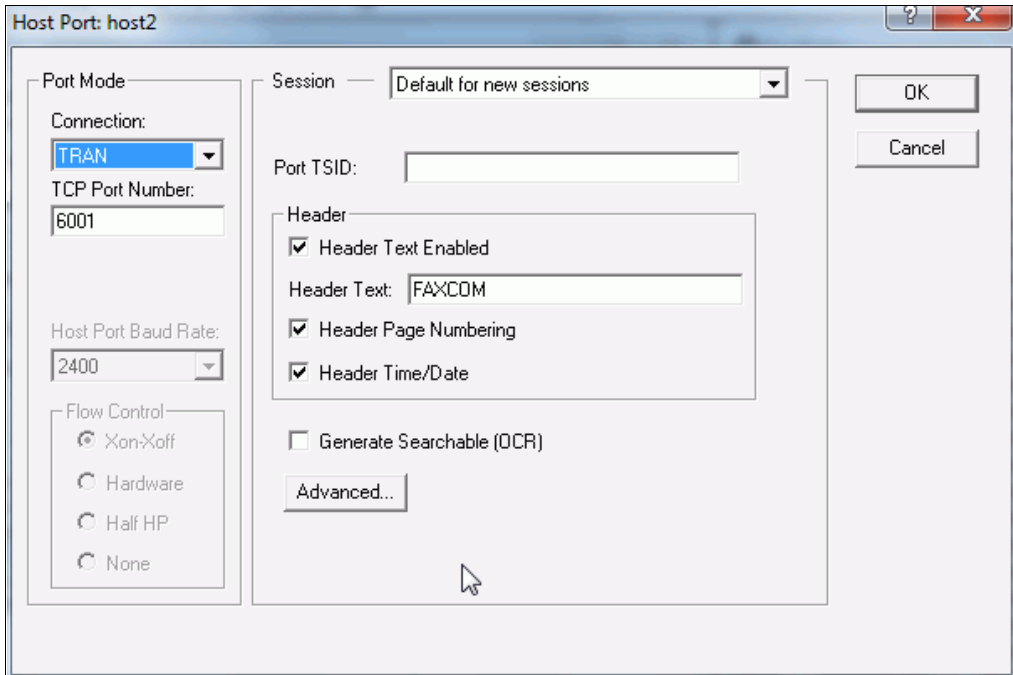 Host Port: host2
Port Mode
Connection:
TRAN
TCP Port Number:
6001
Host Port Baud Rate:
2400
Flow Control
Xon-Xoff
Hardware
Half HP
None
Session
Default for new sessions
Port TSID:
Header
Header Text Enabled
Header Text: FAXCOM
Header Page Numbering
Header Time/Date
Generate Searchable (OCR)
Advanced...
OK
Cancel